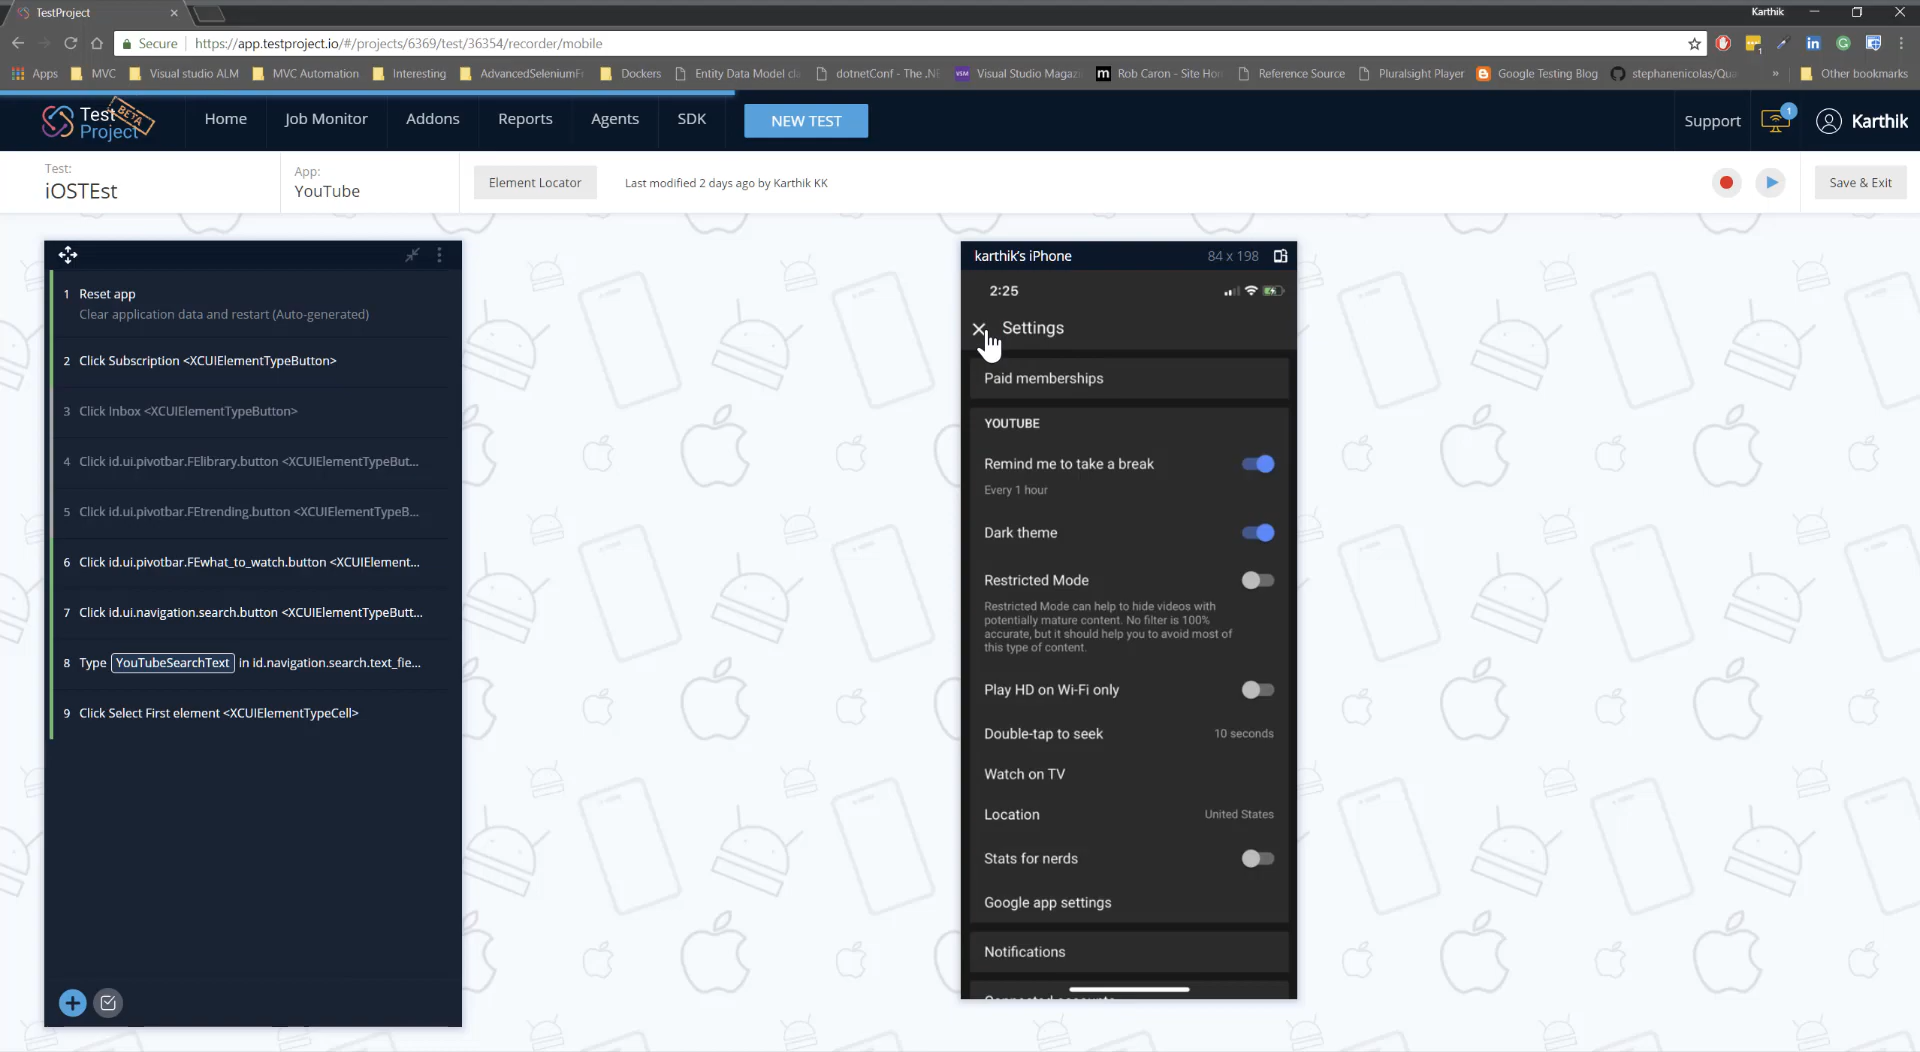 TestProject
Karthik
Secure
https://app.testproject.io/#/projects/6369/test/36354/recorder/mobile
Apps
MVC
Visual studio ALM
MVC Automation
Interesting
AdvancedSeleniumF
Dockers
Entity Data Model cl
dotnetConf - The .N
Visual Studio Magazi
Rob Caron - Site Ho
Reference Source
Pluralsight Player
Google Testing Blog
stephanenicolas/Qua
»
Other bookmarks
Test
Project
BETA
Home
Job Monitor
Addons
Reports
Agents
SDK
NEW TEST
Support
1
Karthik
Test:
iOSTEst
App:
YouTube
Element Locator
Last modified 2 days ago by Karthik KK
Save & Exit
1 Reset app
Clear application data and restart (Auto-generated)
2 Click Subscription <XCUIElementTypeButton>
3 Click Inbox <XCUIElementTypeButton>
4 Click id.ui.pivotbar.FElibrary.button <XCUIElementTypeBut...
5 Click id.ui.pivotbar.FEtrending.button <XCUIElementTypeB...
6 Click id.ui.pivotbar.FEwhat_to_watch.button <XCUIElement...
7 Click id.ui.navigation.search.button <XCUIElementTypeButt...
8 Type YouTubeSearchText in id.navigation.search.text_fie...
9 Click Select First element <XCUIElementTypeCell>
karthik's iPhone
84 x 198
2:25
Settings
Paid memberships
YOUTUBE
Remind me to take a break
Every 1 hour
Dark theme
Restricted Mode
Restricted Mode can help to hide videos with
potentially mature content. No filter is 100%
accurate, but it should help you to avoid most of
this type of content.
Play HD on Wi-Fi only
Double-tap to seek
10 seconds
Watch on TV
Location
United States
Stats for nerds
Google app settings
Notifications
Connected accounts